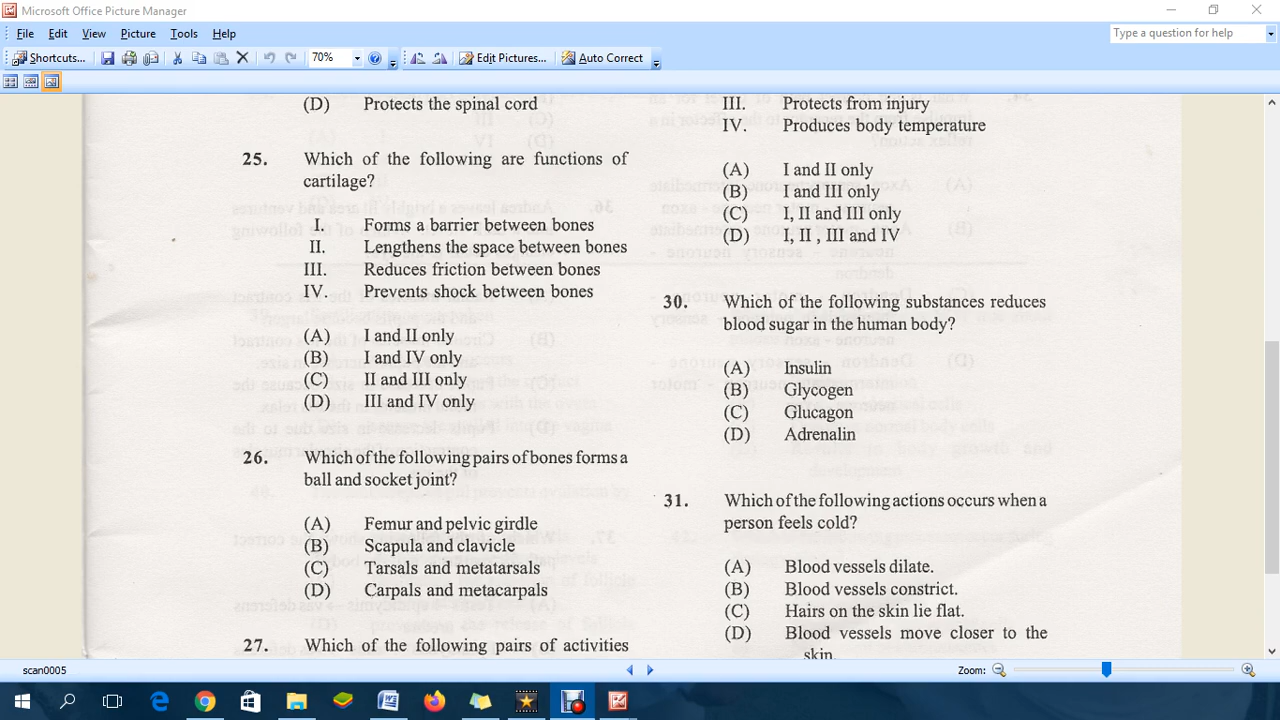 Microsoft Office Picture Manager
File Edit View Picture Tools Help
Type a question for help
Shortcuts... 70% Edit Pictures... Auto Correct
(D) Protects the spinal cord
25. Which of the following are functions of
cartilage?
I. Forms a barrier between bones
II. Lengthens the space between bones
III. Reduces friction between bones
IV. Prevents shock between bones
(A) I and II only
(B) I and IV only
(C) II and III only
(D) III and IV only
26. Which of the following pairs of bones forms a
ball and socket joint?
(A) Femur and pelvic girdle
(B) Scapula and clavicle
(C) Tarsals and metatarsals
(D) Carpals and metacarpals
27. Which of the following pairs of activities
III. Protects from injury
IV. Produces body temperature
(A) I and II only
(B) I and III only
(C) I, II and III only
(D) I, II , III and IV
30. Which of the following substances reduces
blood sugar in the human body?
(A) Insulin
(B) Glycogen
(C) Glucagon
(D) Adrenalin
31. Which of the following actions occurs when a
person feels cold?
(A) Blood vessels dilate.
(B) Blood vessels constrict.
(C) Hairs on the skin lie flat.
(D) Blood vessels move closer to the
skin.
scan0005
Zoom: